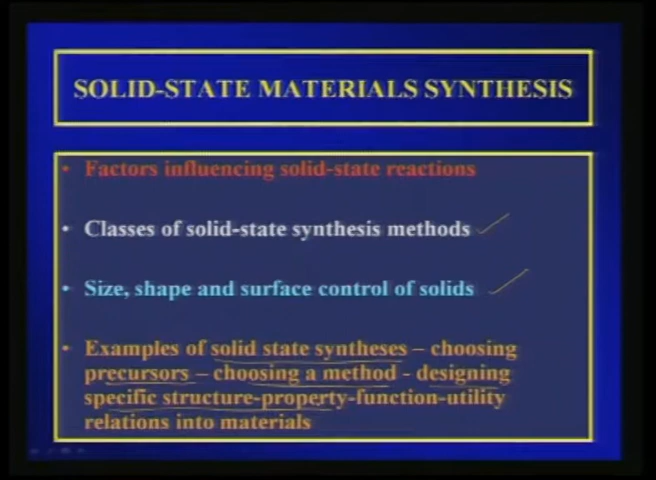 SOLID-STATE MATERIALS SYNTHESIS
• Factors influencing solid-state reactions
• Classes of solid-state synthesis methods
• Size, shape and surface control of solids
• Examples of solid state syntheses – choosing
precursors – choosing a method - designing
specific structure-property-function-utility
relations into materials